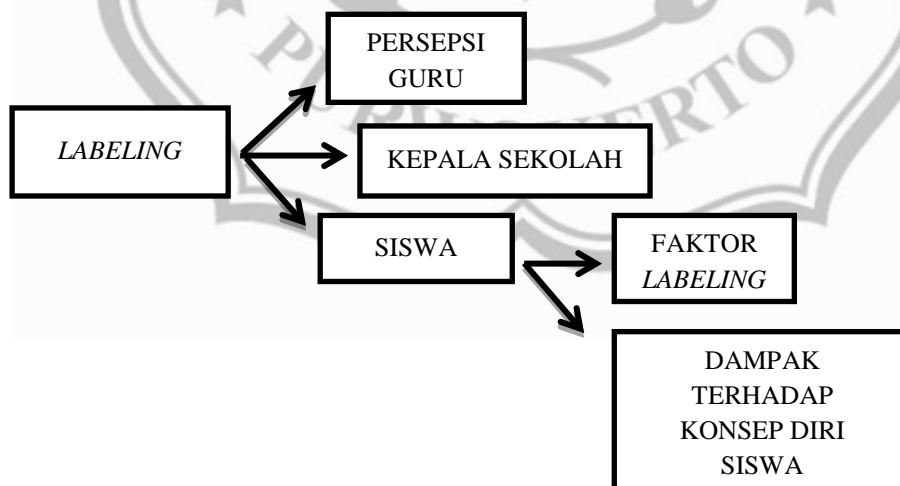 PERSEPSI
GURU
LABELING
KEPALA SEKOLAH
SISWA
FAKTOR
LABELING
DAMPAK
TERHADAP
KONSEP DIRI
SISWA